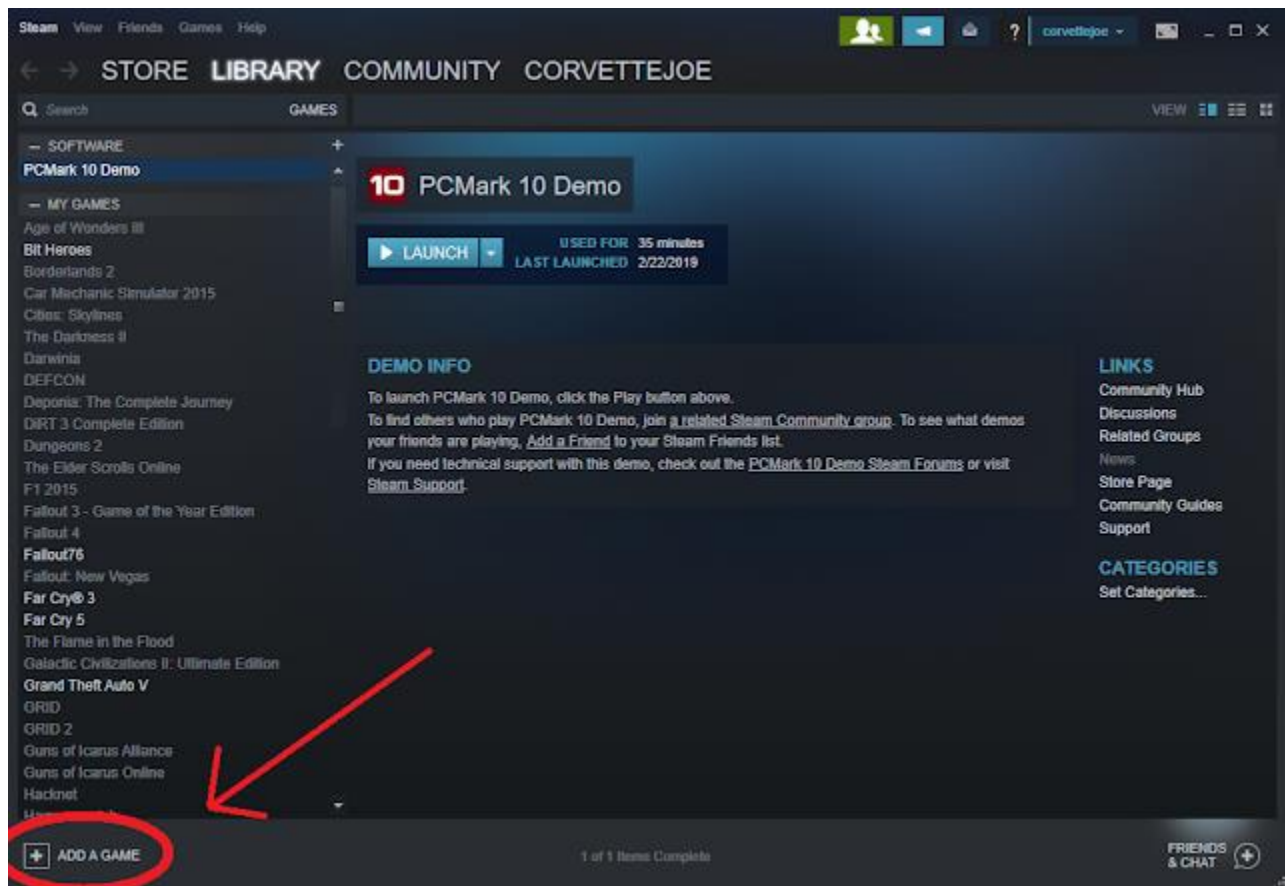 Steam View Friends Games Help
? corvettejoe
STORE LIBRARY COMMUNITY CORVETTEJOE
Search GAMES
VIEW
– SOFTWARE +
PCMark 10 Demo
– MY GAMES
Age of Wonders III
Bit Heroes
Borderlands 2
Car Mechanic Simulator 2015
Cities: Skylines
The Darkness II
Darwinia
DEFCON
Deponia: The Complete Journey
DiRT 3 Complete Edition
Dungeons 2
The Elder Scrolls Online
F1 2015
Fallout 3 - Game of the Year Edition
Fallout 4
Fallout76
Fallout: New Vegas
Far Cry® 3
Far Cry 5
The Flame in the Flood
Galactic Civilizations II: Ultimate Edition
Grand Theft Auto V
GRID
GRID 2
Guns of Icarus Alliance
Guns of Icarus Online
Hacknet
10 PCMark 10 Demo
LAUNCH
USED FOR 35 minutes
LAST LAUNCHED 2/22/2019
DEMO INFO
To launch PCMark 10 Demo, click the Play button above.
To find others who play PCMark 10 Demo, join a related Steam Community group. To see what demos
your friends are playing, Add a Friend to your Steam Friends list.
If you need technical support with this demo, check out the PCMark 10 Demo Steam Forums or visit
Steam Support.
LINKS
Community Hub
Discussions
Related Groups
News
Store Page
Community Guides
Support
CATEGORIES
Set Categories...
+ ADD A GAME
1 of 1 Items Complete
FRIENDS
& CHAT +